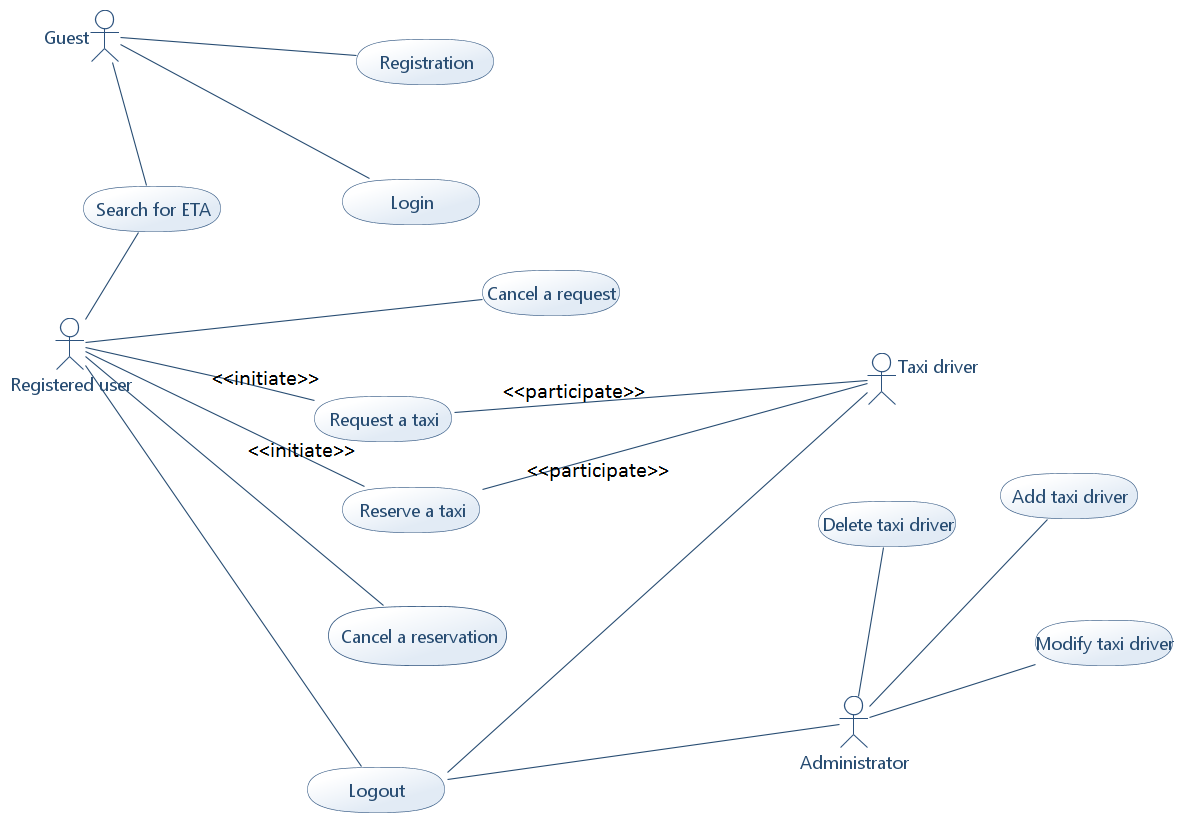 Guest
Registration
Login
Search for ETA
Cancel a request
Registered user
<<initiate>>
<<participate>>
Taxi driver
Request a taxi
<<initiate>>
<<participate>>
Reserve a taxi
Delete taxi driver
Add taxi driver
Cancel a reservation
Modify taxi driver
Administrator
Logout